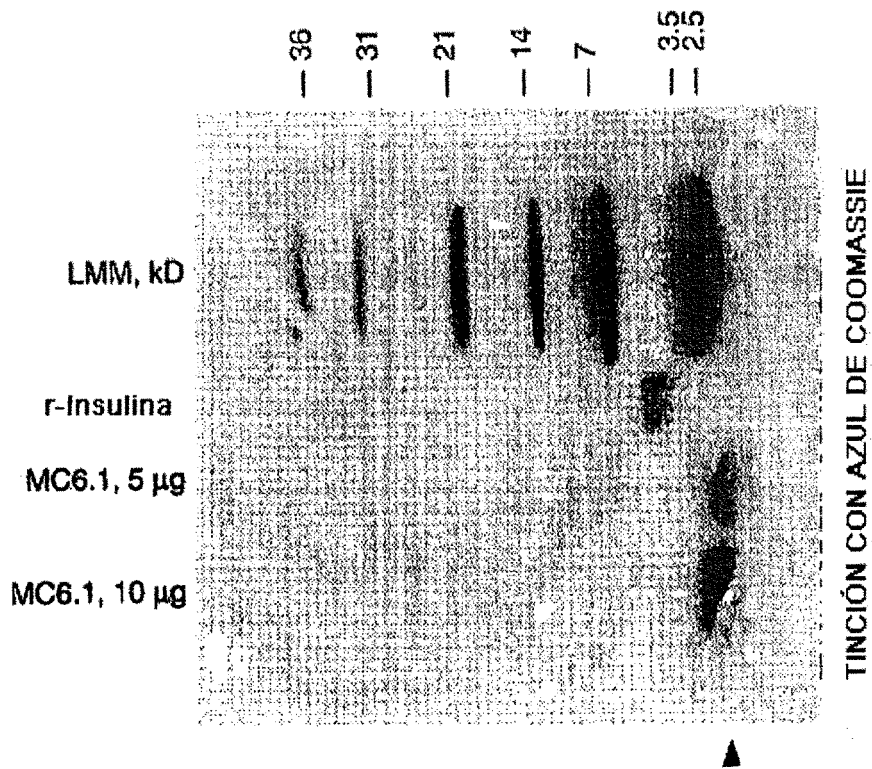 36
31
21
14
7
3.5
2.5
LMM, kD
r-Insulina
MC6.1, 5 µg
MC6.1, 10 µg
TINCIÓN CON AZUL DE COOMASSIE